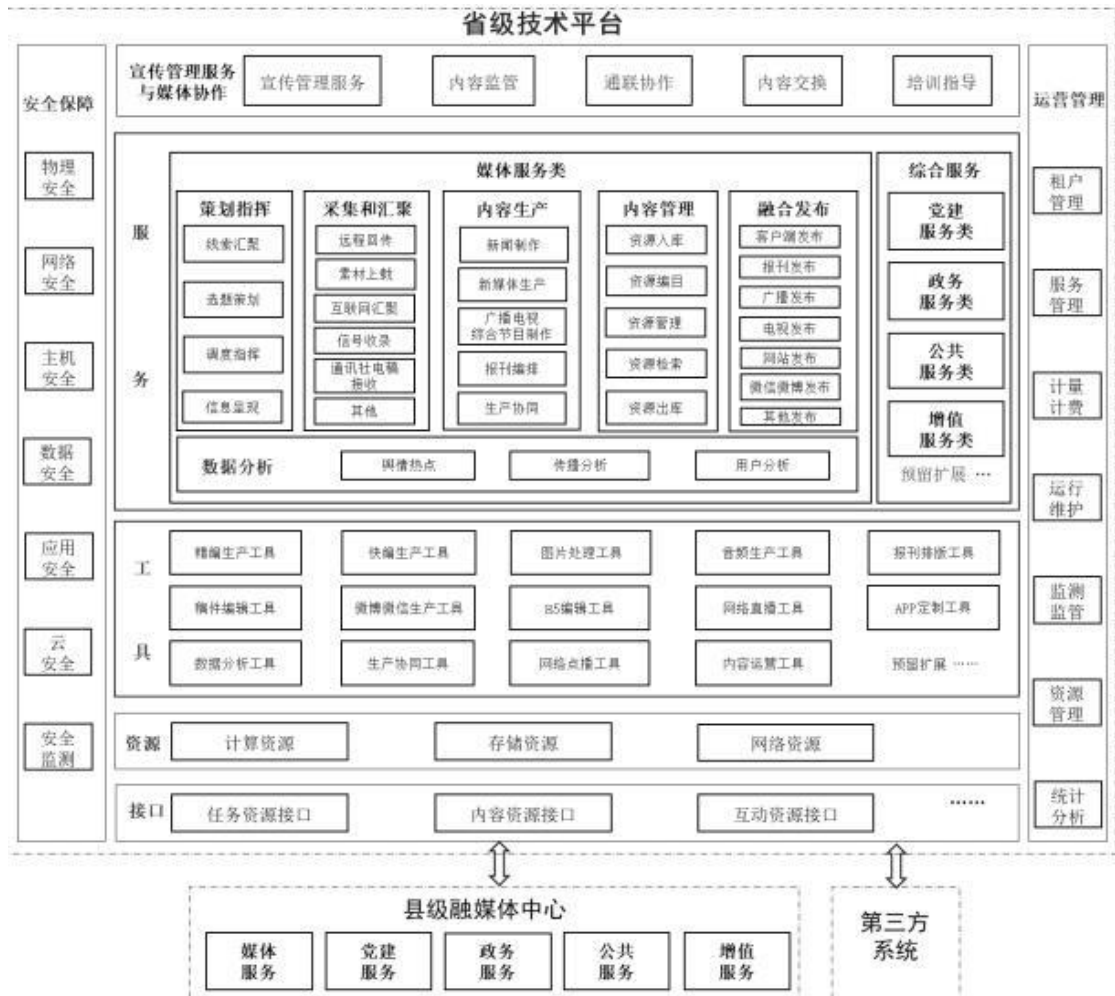 省级技术平台
安全保障
物理
安全
网络
安全
主机
安全
数据
安全
应用
安全
云
安全
安全
监测
宣传管理服务
与媒体协作
宣传管理服务
内容监管
通联协作
内容交换
培训指导
服
务
媒体服务类
策划指挥
线索汇聚
选题策划
调度指挥
信息呈现
采集和汇聚
远程回传
素材上载
互联网汇聚
信号收录
通讯社电稿
接收
其他
内容生产
新闻制作
新媒体生产
广播电视
综合节目制作
报刊编排
生产协同
内容管理
资源入库
资源编目
资源管理
资源检索
资源出库
融合发布
客户端发布
报刊发布
广播发布
电视发布
网站发布
微信微博发布
其他发布
数据分析
舆情热点
传播分析
用户分析
综合服务
党建
服务类
政务
服务类
公共
服务类
增值
服务类
预留扩展 …
工
具
精编生产工具
快编生产工具
图片处理工具
音频生产工具
报刊排版工具
稿件编辑工具
微博微信生产工具
H5编辑工具
网络直播工具
APP定制工具
数据分析工具
生产协同工具
网络点播工具
内容运营工具
预留扩展 ……
资源
计算资源
存储资源
网络资源
接口
任务资源接口
内容资源接口
互动资源接口
……
运营管理
租户
管理
服务
管理
计量
计费
运行
维护
监测
监管
资源
管理
统计
分析
县级融媒体中心
媒体
服务
党建
服务
政务
服务
公共
服务
增值
服务
第三方
系统